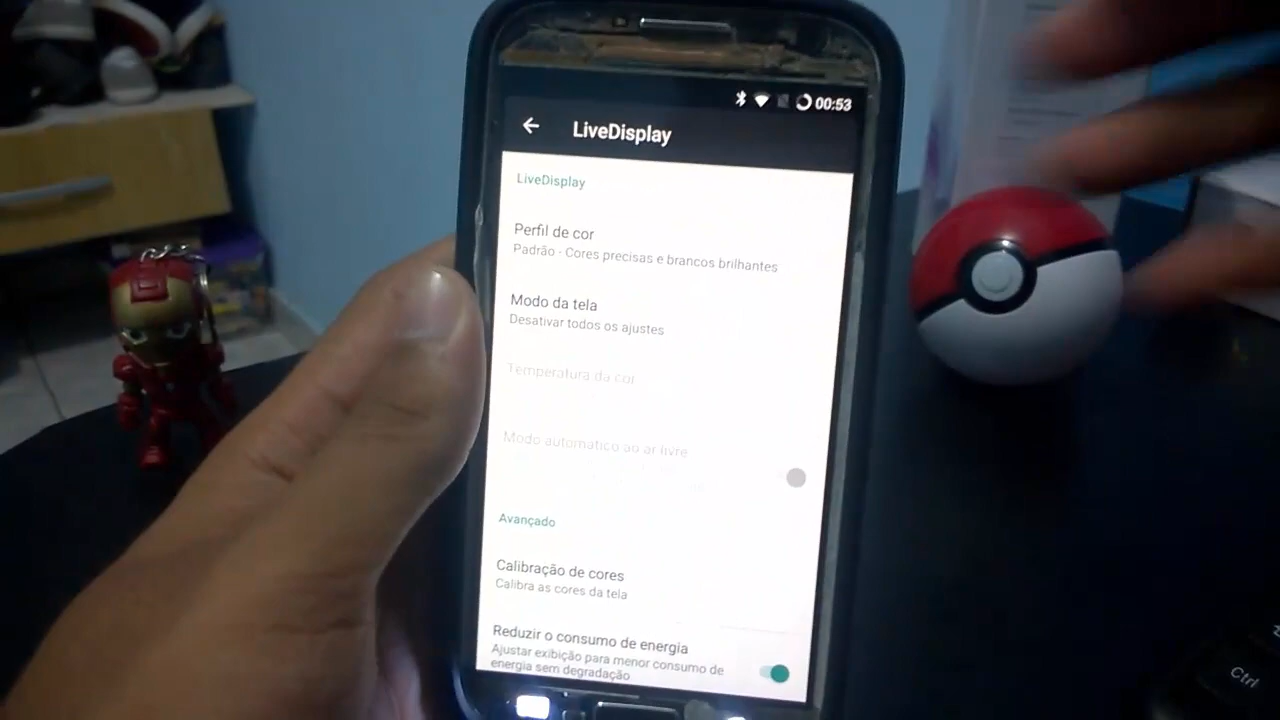 00:53
LiveDisplay
LiveDisplay
Perfil de cor
Padrão - Cores precisas e brancos brilhantes
Modo da tela
Desativar todos os ajustes
Temperatura da cor
Modo automático ao ar livre
Avançado
Calibração de cores
Calibra as cores da tela
Reduzir o consumo de energia
Ajustar exibição para menor consumo de
energia sem degradação
Ctrl